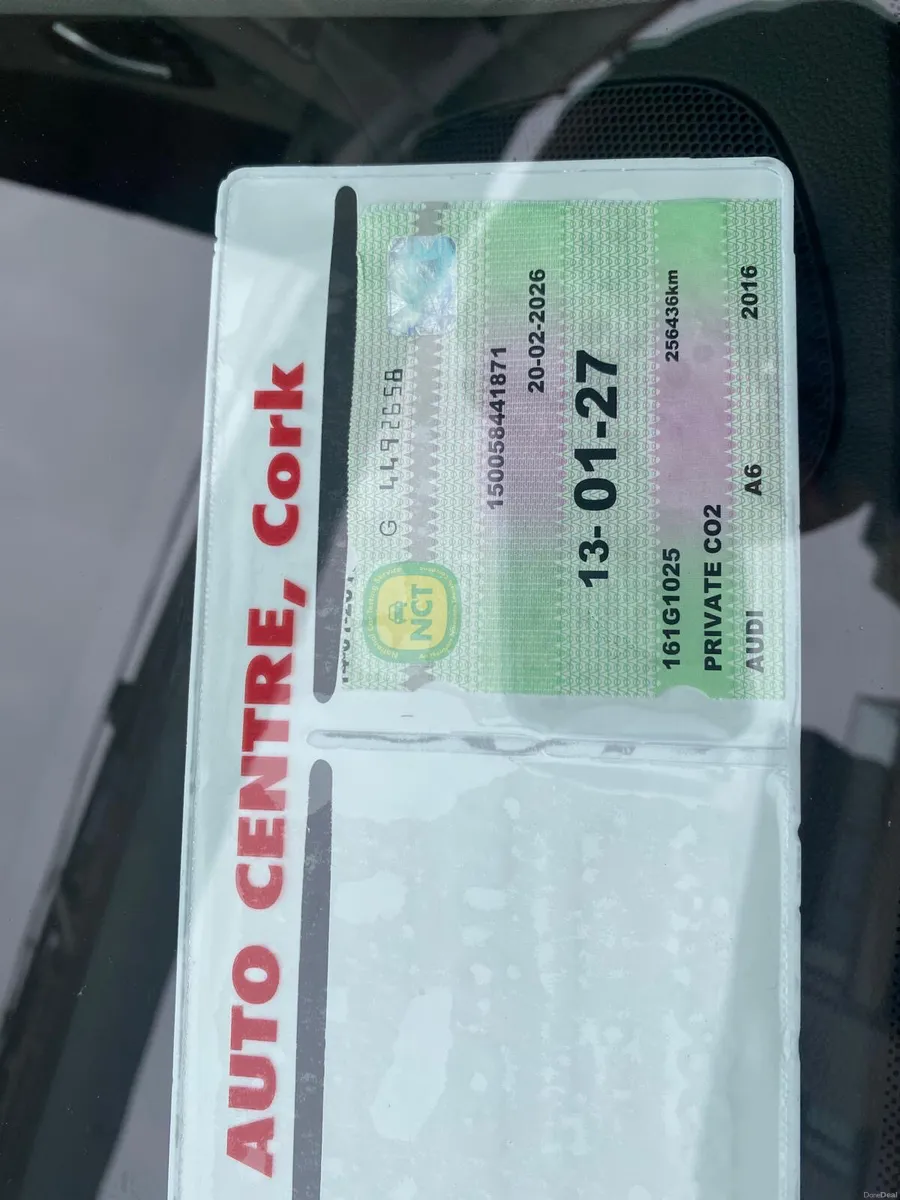 AUTO CENTRE, Cork
G 4492658
NCT
150058441871
20-02-2026
13-01-27
161G1025
256436km
PRIVATE CO2
AUDI A6 2016
DoneDeal